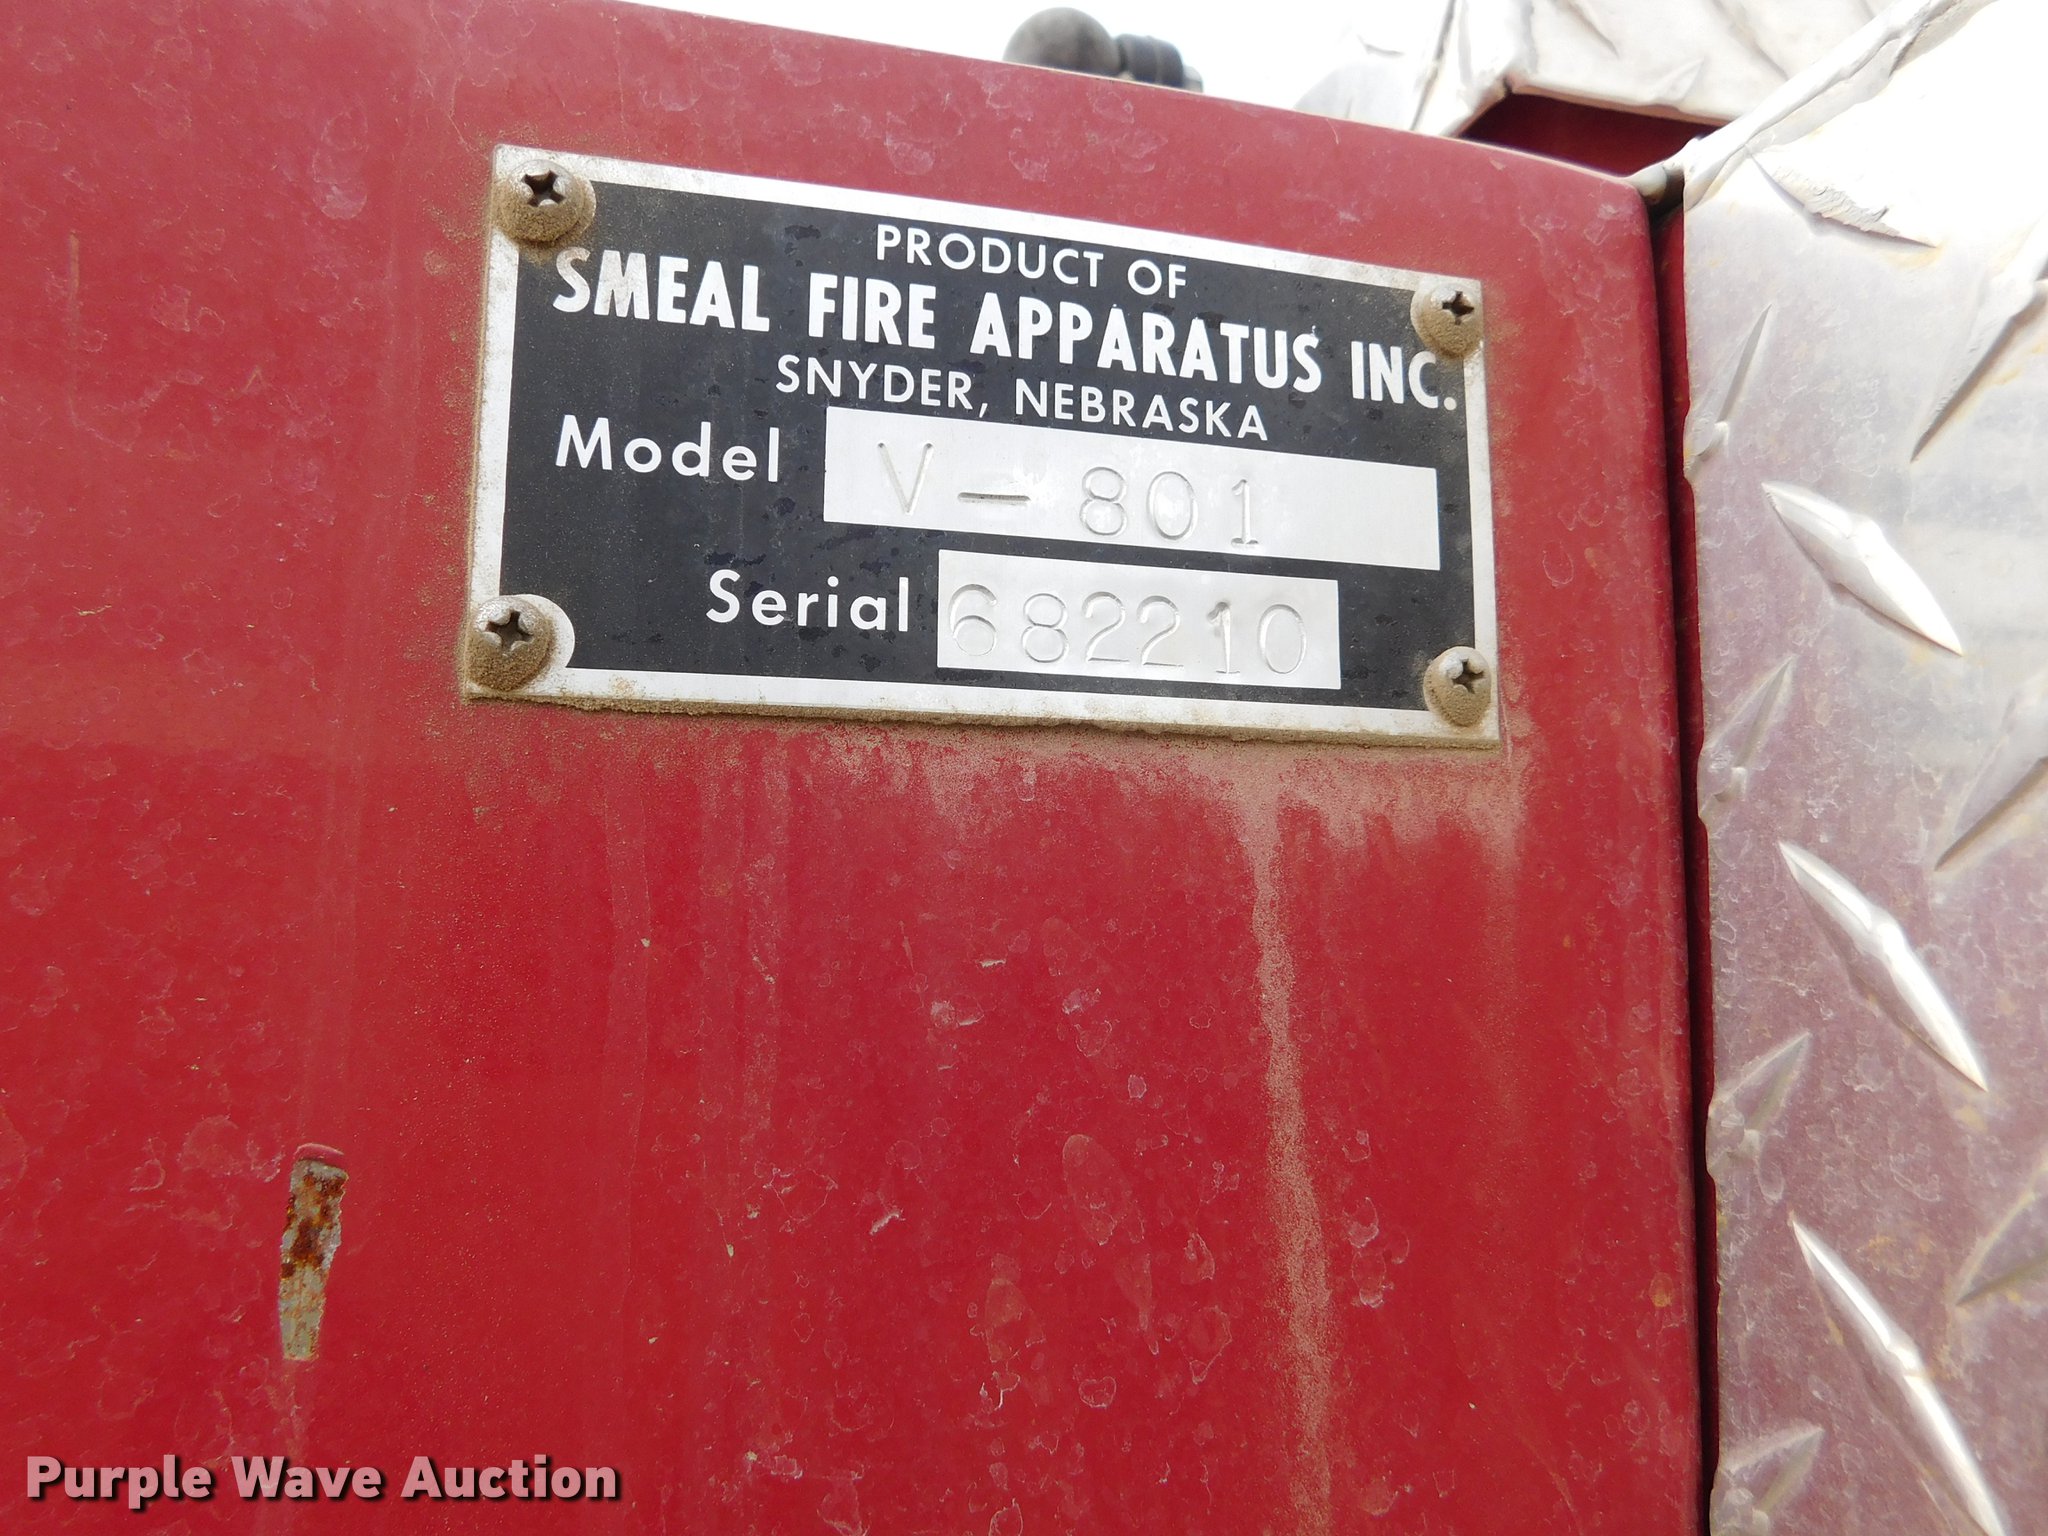 PRODUCT OF
SMEAL FIRE APPARATUS INC.
SNYDER, NEBRASKA
Model V-801
Serial 682210
Purple Wave Auction